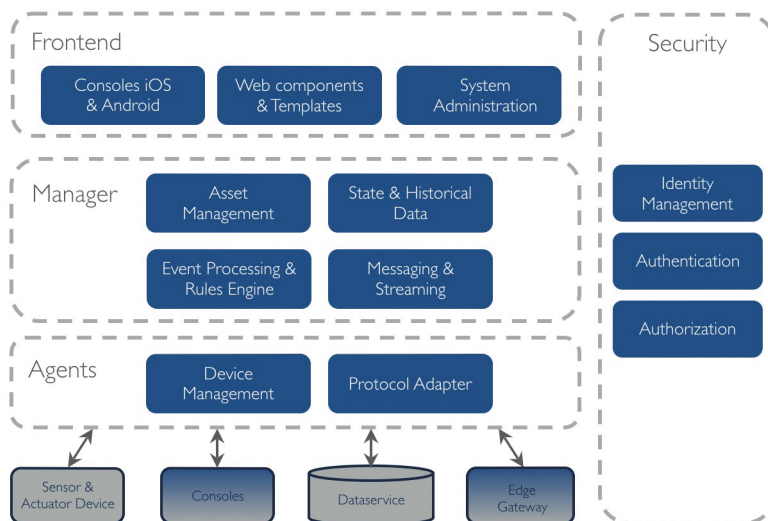 Frontend
Consoles iOS
& Android
Web components
& Templates
System
Administration
Security
Manager
Asset
Management
State & Historical
Data
Event Processing &
Rules Engine
Messaging &
Streaming
Identity
Management
Authentication
Authorization
Agents
Device
Management
Protocol Adapter
Sensor &
Actuator Device
Consoles
Dataservice
Edge
Gateway